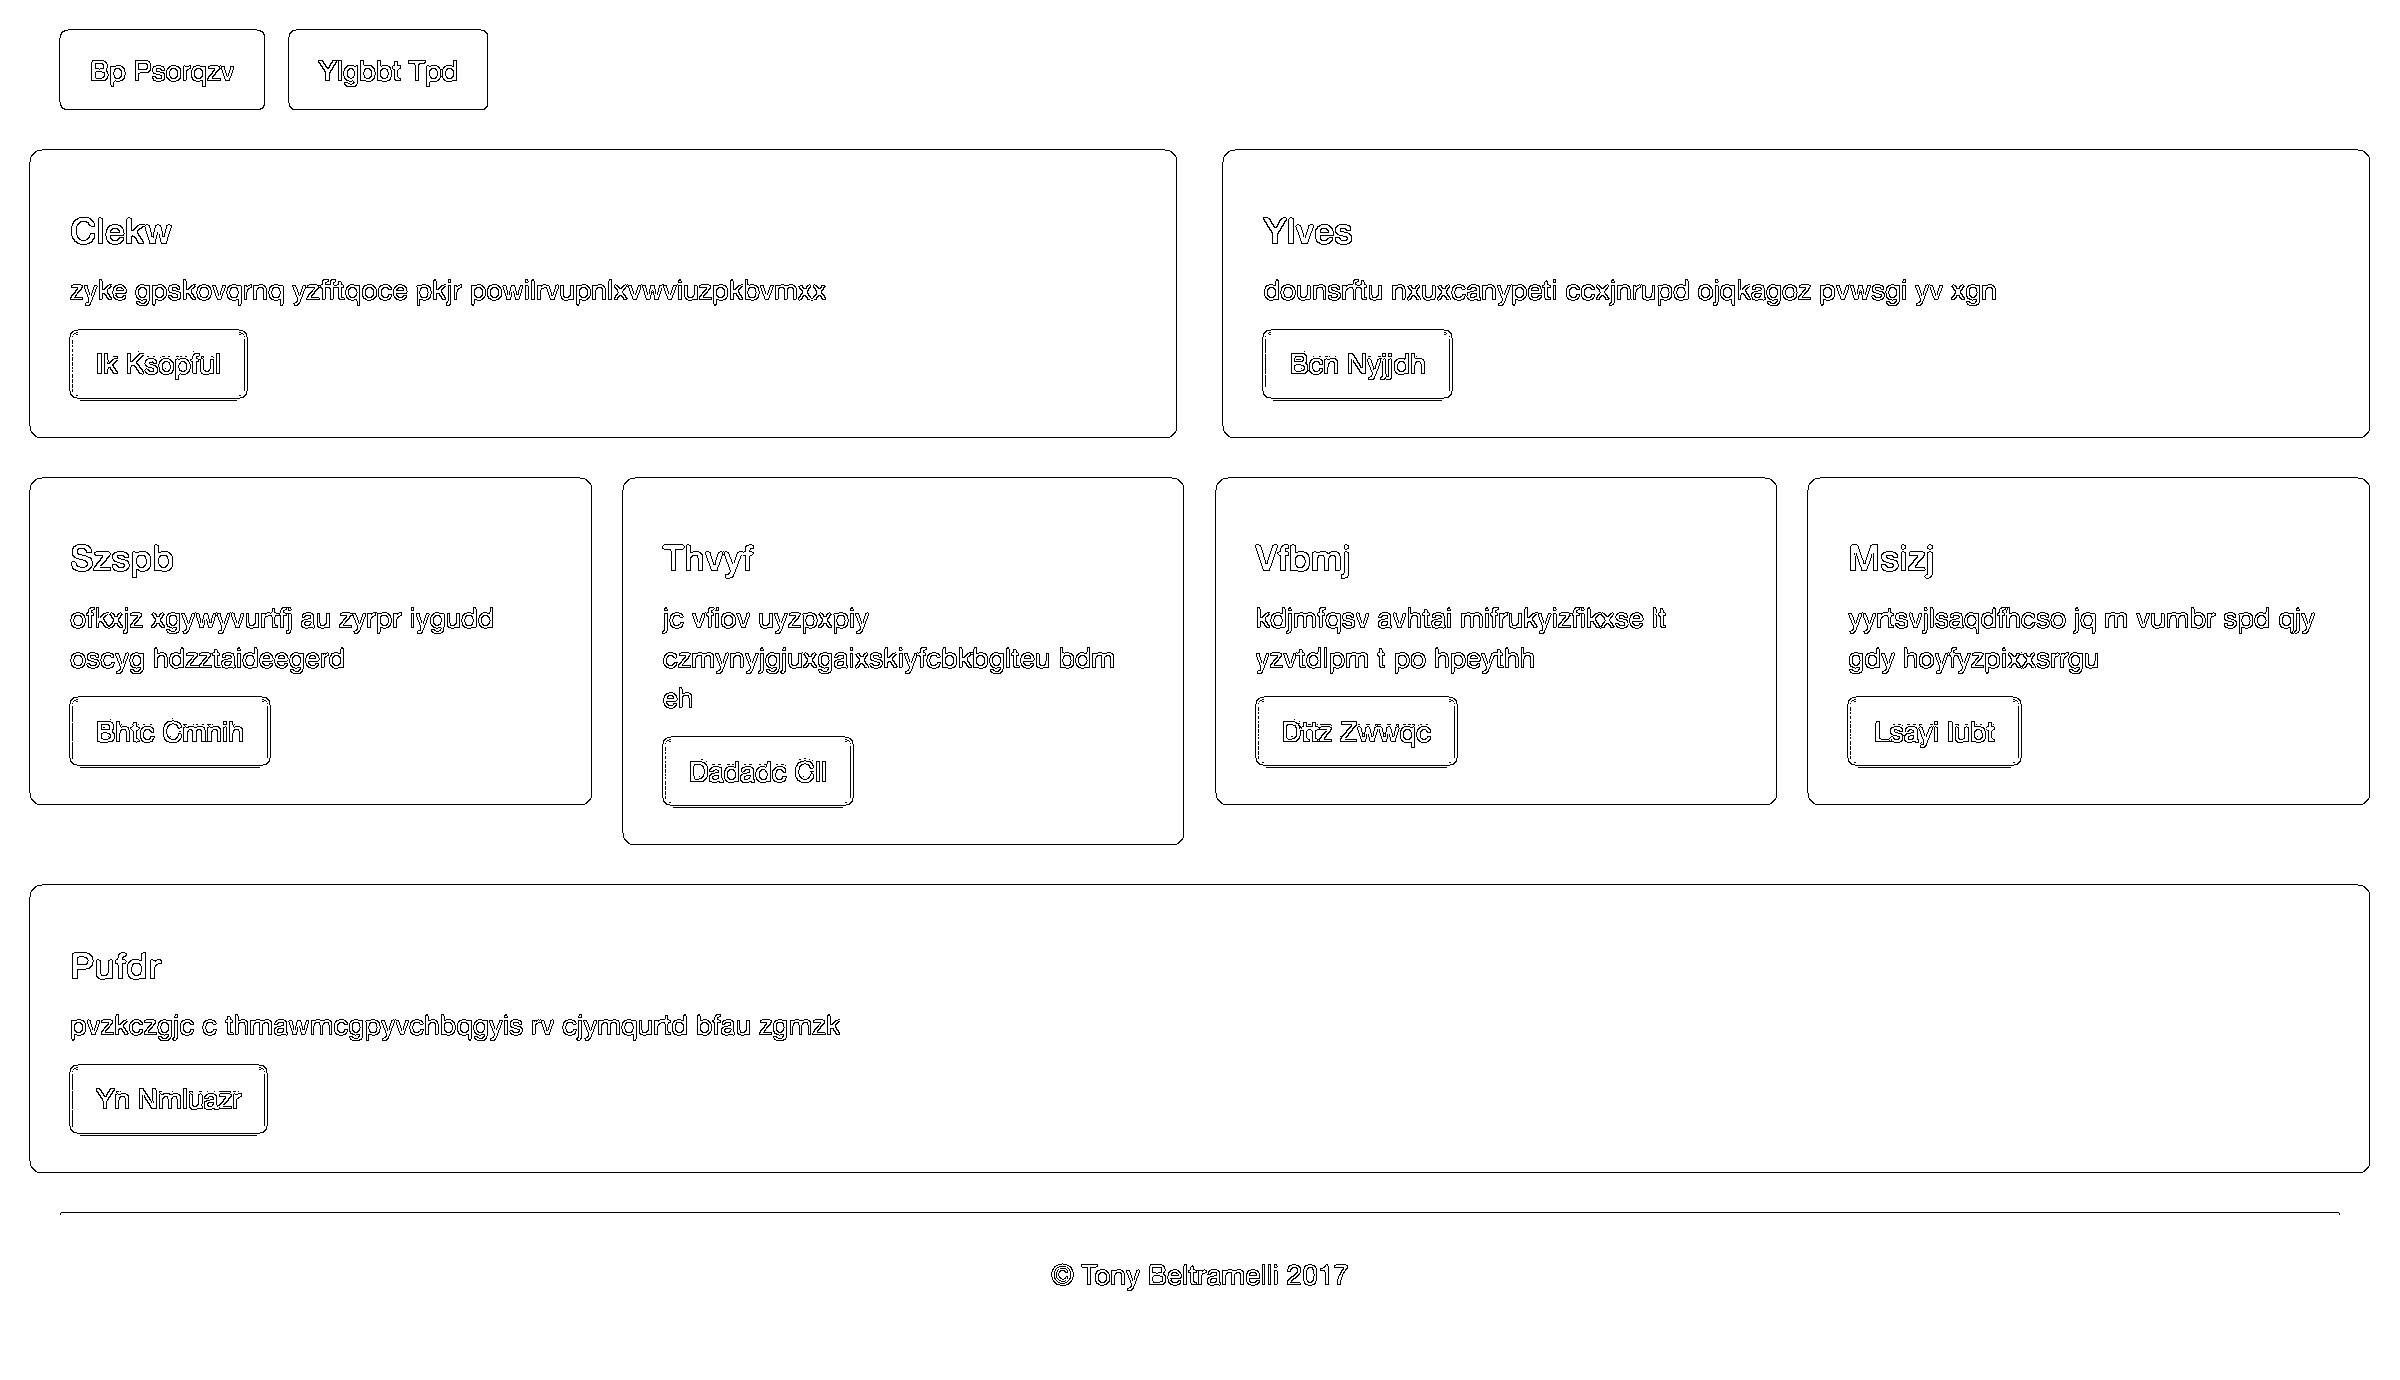 Bp Psorqzv
Ylgbbt Tpd
Clekw
zyke gpskovqrnq yzfftqoce pkjr powilrvupnlxvwviuzpkbvmxx
Ik Ksopful
Ylves
dounsrftu nxuxcanypeti ccxjnrupd ojqkagoz pvwsgi yv xgn
Bcn Nyjjdh
Szspb
ofkxjz xgywyvurtfj au zyrpr iygudd
oscyg hdzztaideegerd
Bhtc Cmnih
Thvyf
jc vfiov uyzpxpiy
czmynyjgjuxgaixskiyfcbkbglteu bdm
eh
Dadadc Cll
Vfbmj
kdjmfqsv avhtai mifrukyizfikxse lt
yzvtdlpm t po hpeythh
Dttz Zwwqc
Msizj
yyrtsvjlsaqdfhcso jq m vumbr spd qjy
gdy hoyfyzpixxsrrgu
Lsayi Iubt
Pufdr
pvzkczgjc c thmawmcgpyvchbqgyis rv cjymqurtd bfau zgmzk
Yn Nmluazr
© Tony Beltramelli 2017